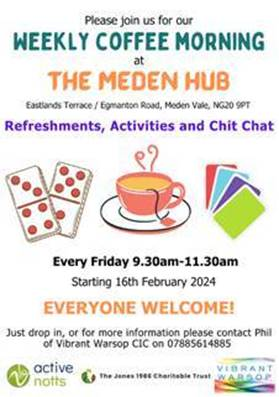 Please join us for our
WEEKLY COFFEE MORNING
at
THE MEDEN HUB
Eastlands Terrace / Egmanton Road, Meden Vale, NG20 9PT
Refreshments, Activities and Chit Chat
Every Friday 9.30am-11.30am
Starting 16th February 2024
EVERYONE WELCOME!
Just drop in, or for more information please contact Phil
of Vibrant Warsop CIC on 07885614885
active
notts
The Jones 1986 Charitable Trust
VIBRANT
WARSOP